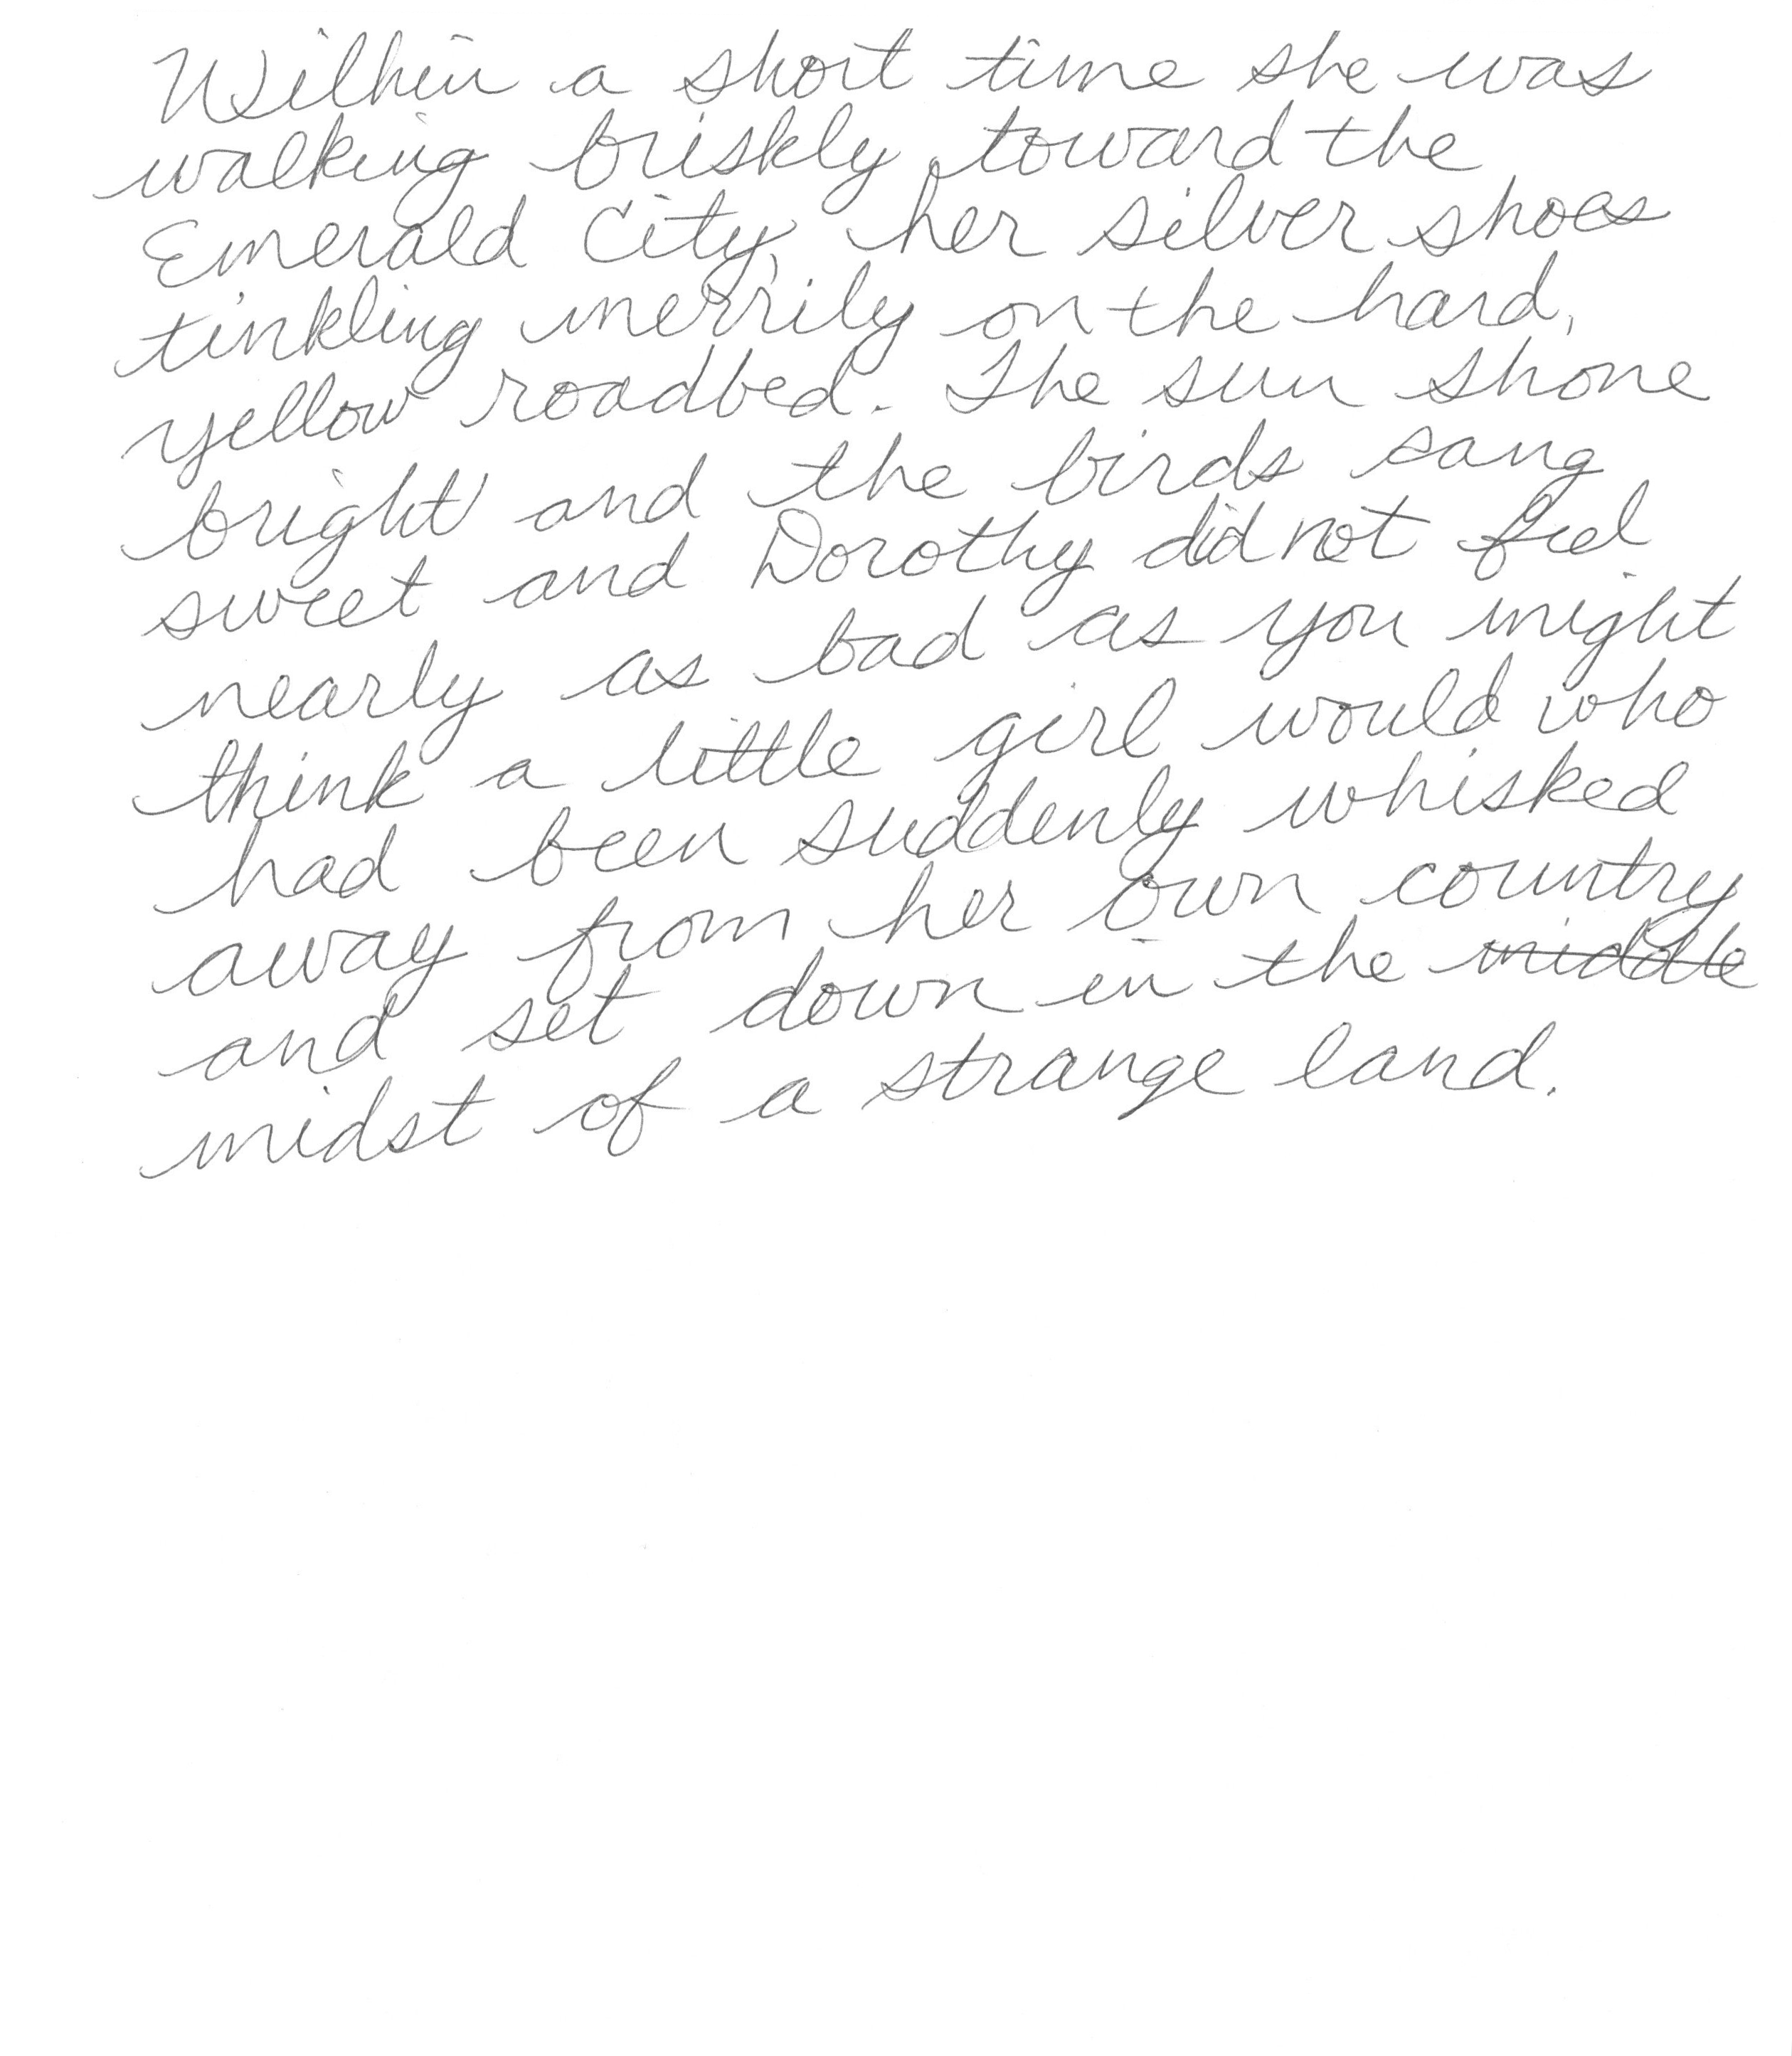 Within a short time she was
walking briskly toward the
Emerald City, her silver shoes
tinkling merrily on the hard,
yellow roadbed. The sun shone
bright and the birds sang
sweet and Dorothy did not feel
nearly as bad as you might
think a little girl would who
had been suddenly whisked
away from her own country
and set down in the middle
midst of a strange land.